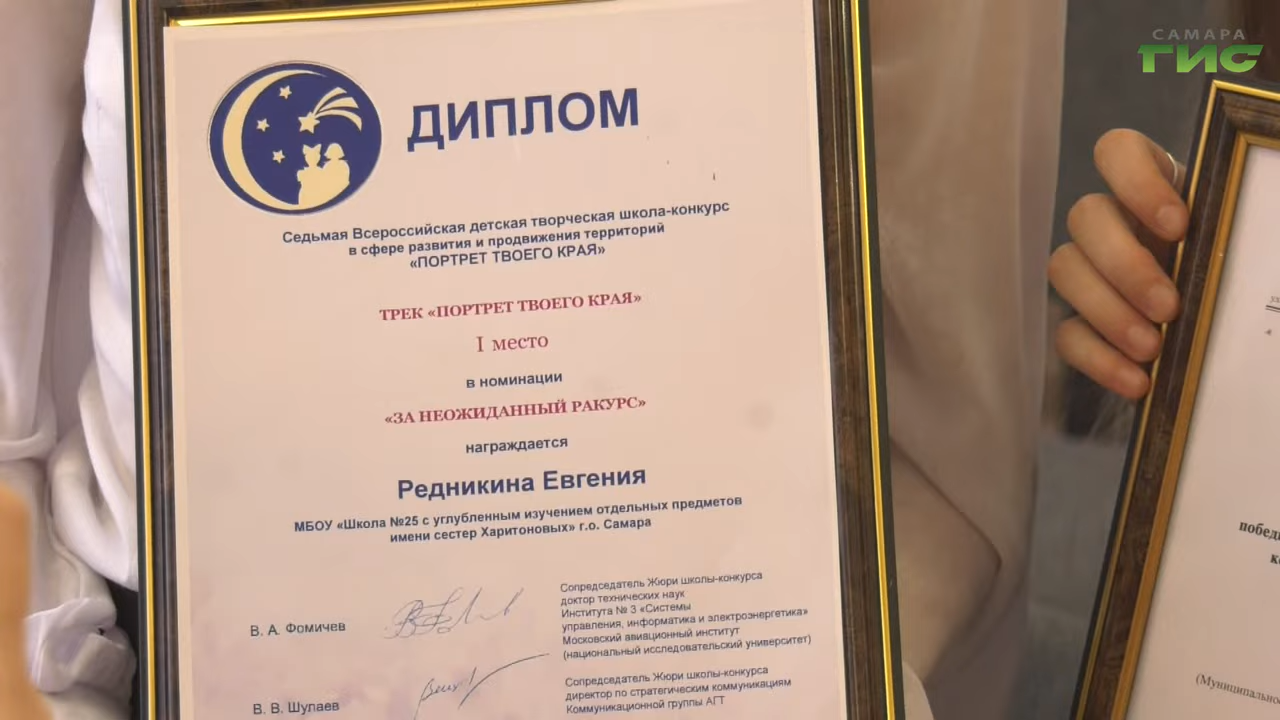 САМАРА
ГИС
ДИПЛОМ
Седьмая Всероссийская детская творческая школа-конкурс
в сфере развития и продвижения территорий
«ПОРТРЕТ ТВОЕГО КРАЯ»
ТРЕК «ПОРТРЕТ ТВОЕГО КРАЯ»
I место
в номинации
«ЗА НЕОЖИДАННЫЙ РАКУРС»
награждается
Редникина Евгения
МБОУ «Школа №25 с углубленным изучением отдельных предметов
имени сестер Харитоновых» г.о. Самара
В. А. Фомичев
Сопредседатель Жюри школы-конкурса
доктор технических наук
Института № 3 «Системы
управления, информатика и электроэнергетика»
Московский авиационный институт
(национальный исследовательский университет)
В. В. Шулаев
Сопредседатель Жюри школы-конкурса
директор по стратегическим коммуникациям
Коммуникационной группы АГТ
побед
(Муниципально